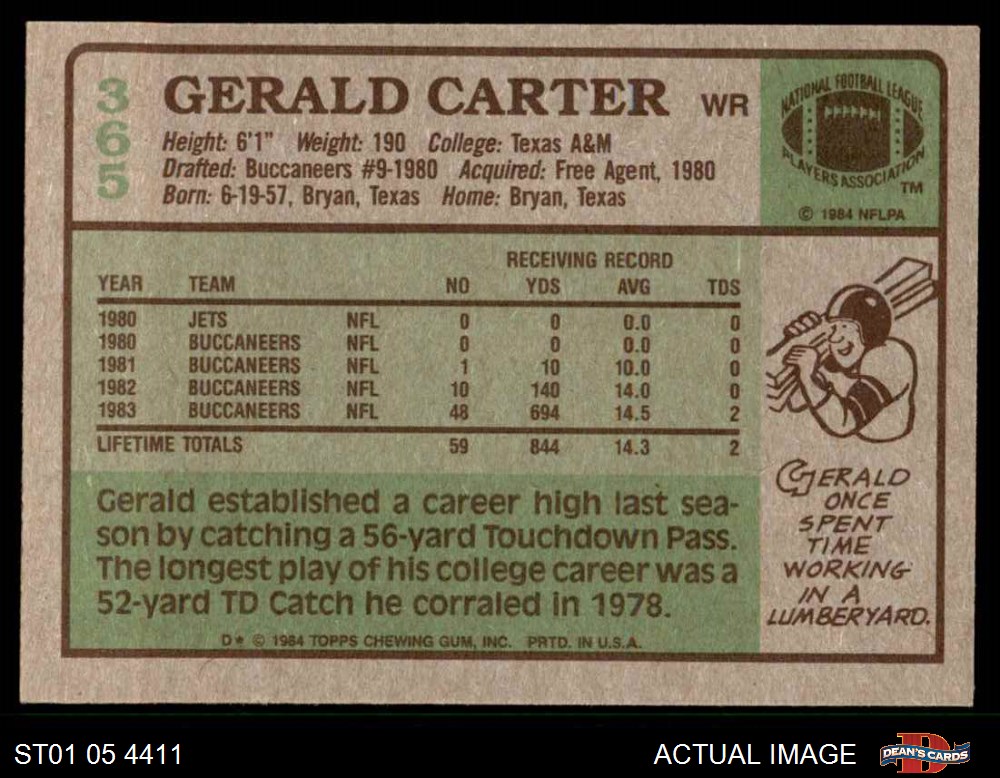 365
GERALD CARTER WR
Height: 6'1" Weight: 190 College: Texas A&M
Drafted: Buccaneers #9-1980 Acquired: Free Agent, 1980
Born: 6-19-57, Bryan, Texas Home: Bryan, Texas
NATIONAL FOOTBALL LEAGUE
PLAYERS ASSOCIATION
TM
© 1984 NFLPA
RECEIVING RECORD
YEAR TEAM NO YDS AVG TDS
1980 JETS NFL 0 0 0.0 0
1980 BUCCANEERS NFL 0 0 0.0 0
1981 BUCCANEERS NFL 1 10 10.0 0
1982 BUCCANEERS NFL 10 140 14.0 0
1983 BUCCANEERS NFL 48 694 14.5 2
LIFETIME TOTALS 59 844 14.3 2
Gerald established a career high last sea-
son by catching a 56-yard Touchdown Pass.
The longest play of his college career was a
52-yard TD Catch he corraled in 1978.
D* © 1984 TOPPS CHEWING GUM, INC. PRTD. IN U.S.A.
GERALD
ONCE
SPENT
TIME
WORKING
IN A
LUMBERYARD.
ST01 05 4411
ACTUAL IMAGE
DEAN'S CARDS